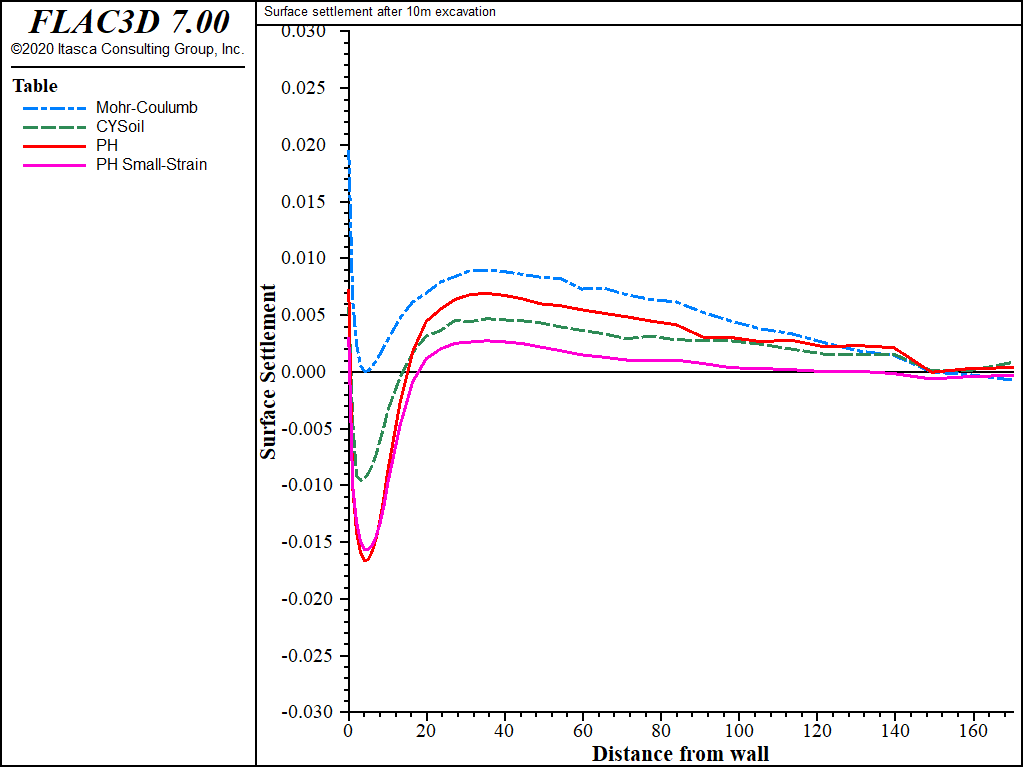 FLAC3D 7.00
©2020 Itasca Consulting Group, Inc.
Table
Mohr-Coulumb
CYSoil
PH
PH Small-Strain
Surface settlement after 10m excavation
0.030
0.025
0.020
0.015
0.010
0.005
0.000
-0.005
-0.010
-0.015
-0.020
-0.025
-0.030
Surface Settlement
0 20 40 60 80 100 120 140 160
Distance from wall